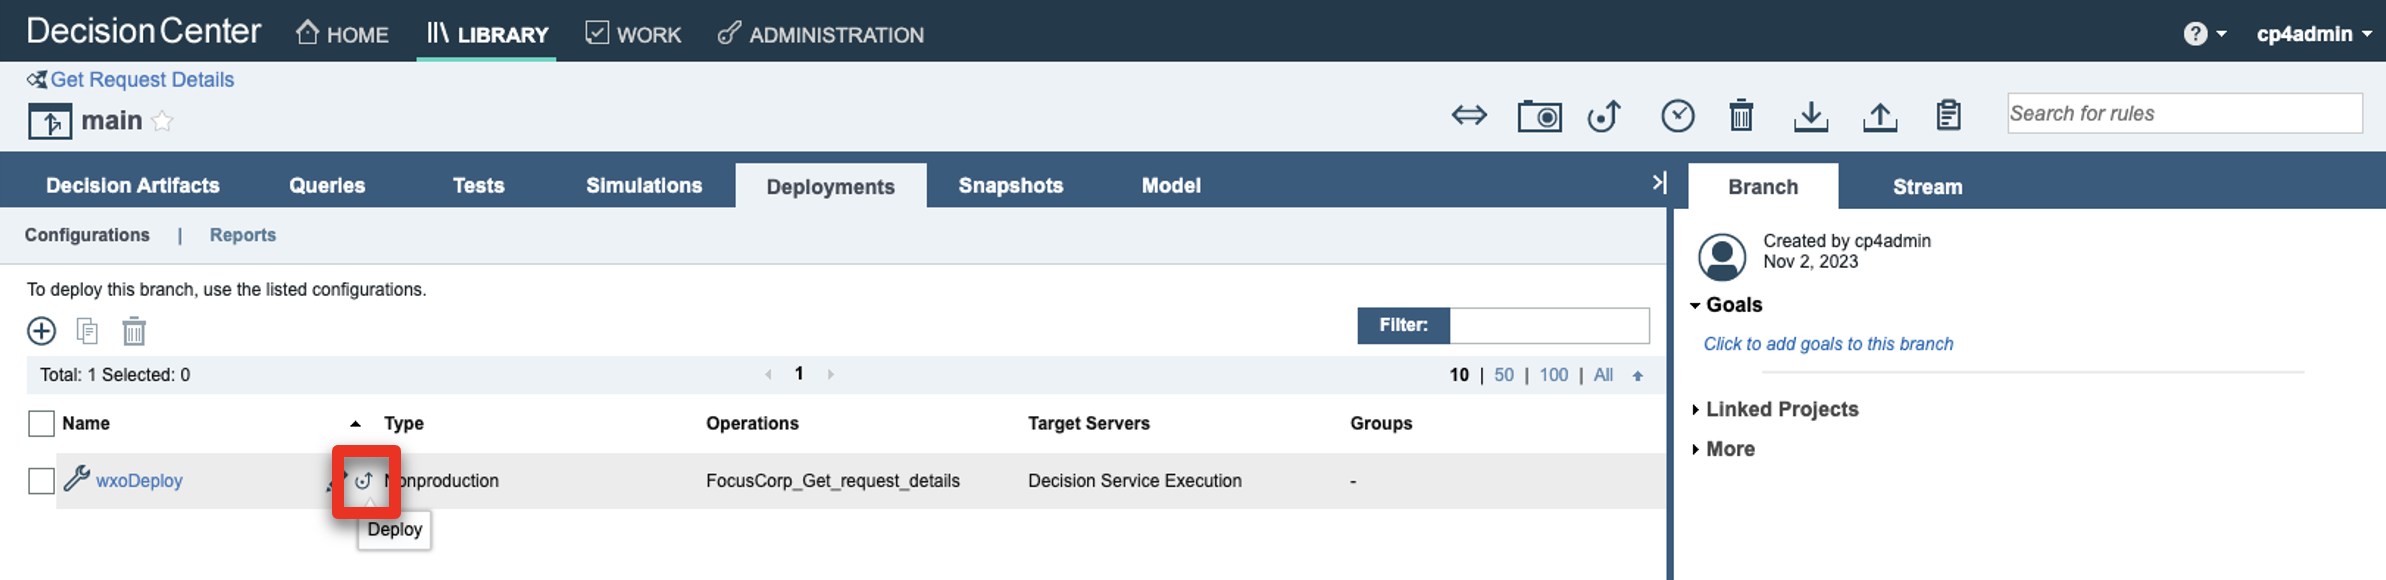 Decision Center HOME LIBRARY WORK ADMINISTRATION ? cp4admin
Get Request Details
main Search for rules
Decision Artifacts Queries Tests Simulations Deployments Snapshots Model Branch Stream
Configurations | Reports
Created by cp4admin
Nov 2, 2023
To deploy this branch, use the listed configurations.
Goals
Filter:
Click to add goals to this branch
Total: 1 Selected: 0 1 10 | 50 | 100 | All
Linked Projects
Name Type Operations Target Servers Groups
More
wxoDeploy Nonproduction FocusCorp_Get_request_details Decision Service Execution -
Deploy